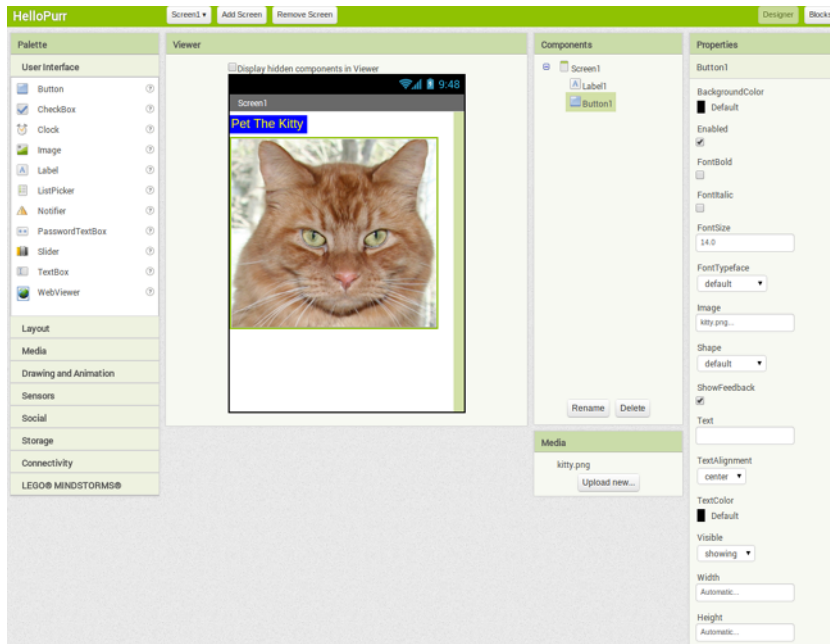 HelloPurr
Screen1 ▾ Add Screen Remove Screen Designer Blocks
Palette
User Interface
Button
CheckBox
Clock
Image
Label
ListPicker
Notifier
PasswordTextBox
Slider
TextBox
WebViewer
Layout
Media
Drawing and Animation
Sensors
Social
Storage
Connectivity
LEGO® MINDSTORMS®
Viewer
Display hidden components in Viewer
9:48
Screen1
Pet The Kitty
Components
Screen1
Label1
Button1
Rename Delete
Media
kitty.png
Upload new...
Properties
Button1
BackgroundColor
Default
Enabled
FontBold
FontItalic
FontSize
14.0
FontTypeface
default
Image
kitty.png...
Shape
default
ShowFeedback
Text
TextAlignment
center
TextColor
Default
Visible
showing
Width
Automatic...
Height
Automatic...